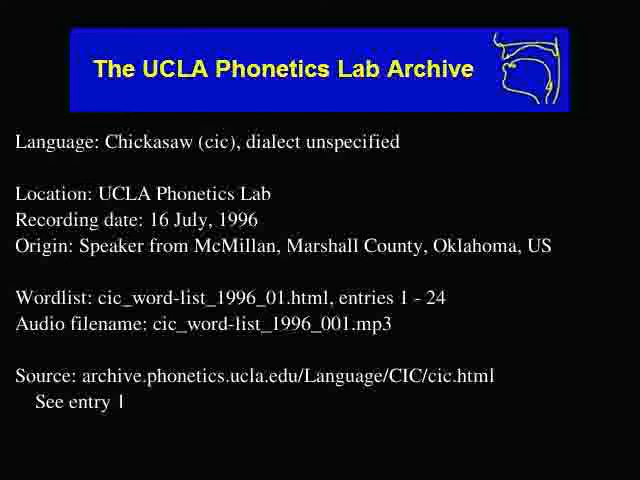 The UCLA Phonetics Lab Archive
Language: Chickasaw (cic), dialect unspecified
Location: UCLA Phonetics Lab
Recording date: 16 July, 1996
Origin: Speaker from McMillan, Marshall County, Oklahoma, US
Wordlist: cic_word-list_1996_01.html, entries 1 - 24
Audio filename: cic_word-list_1996_001.mp3
Source: archive.phonetics.ucla.edu/Language/CIC/cic.html
See entry 1